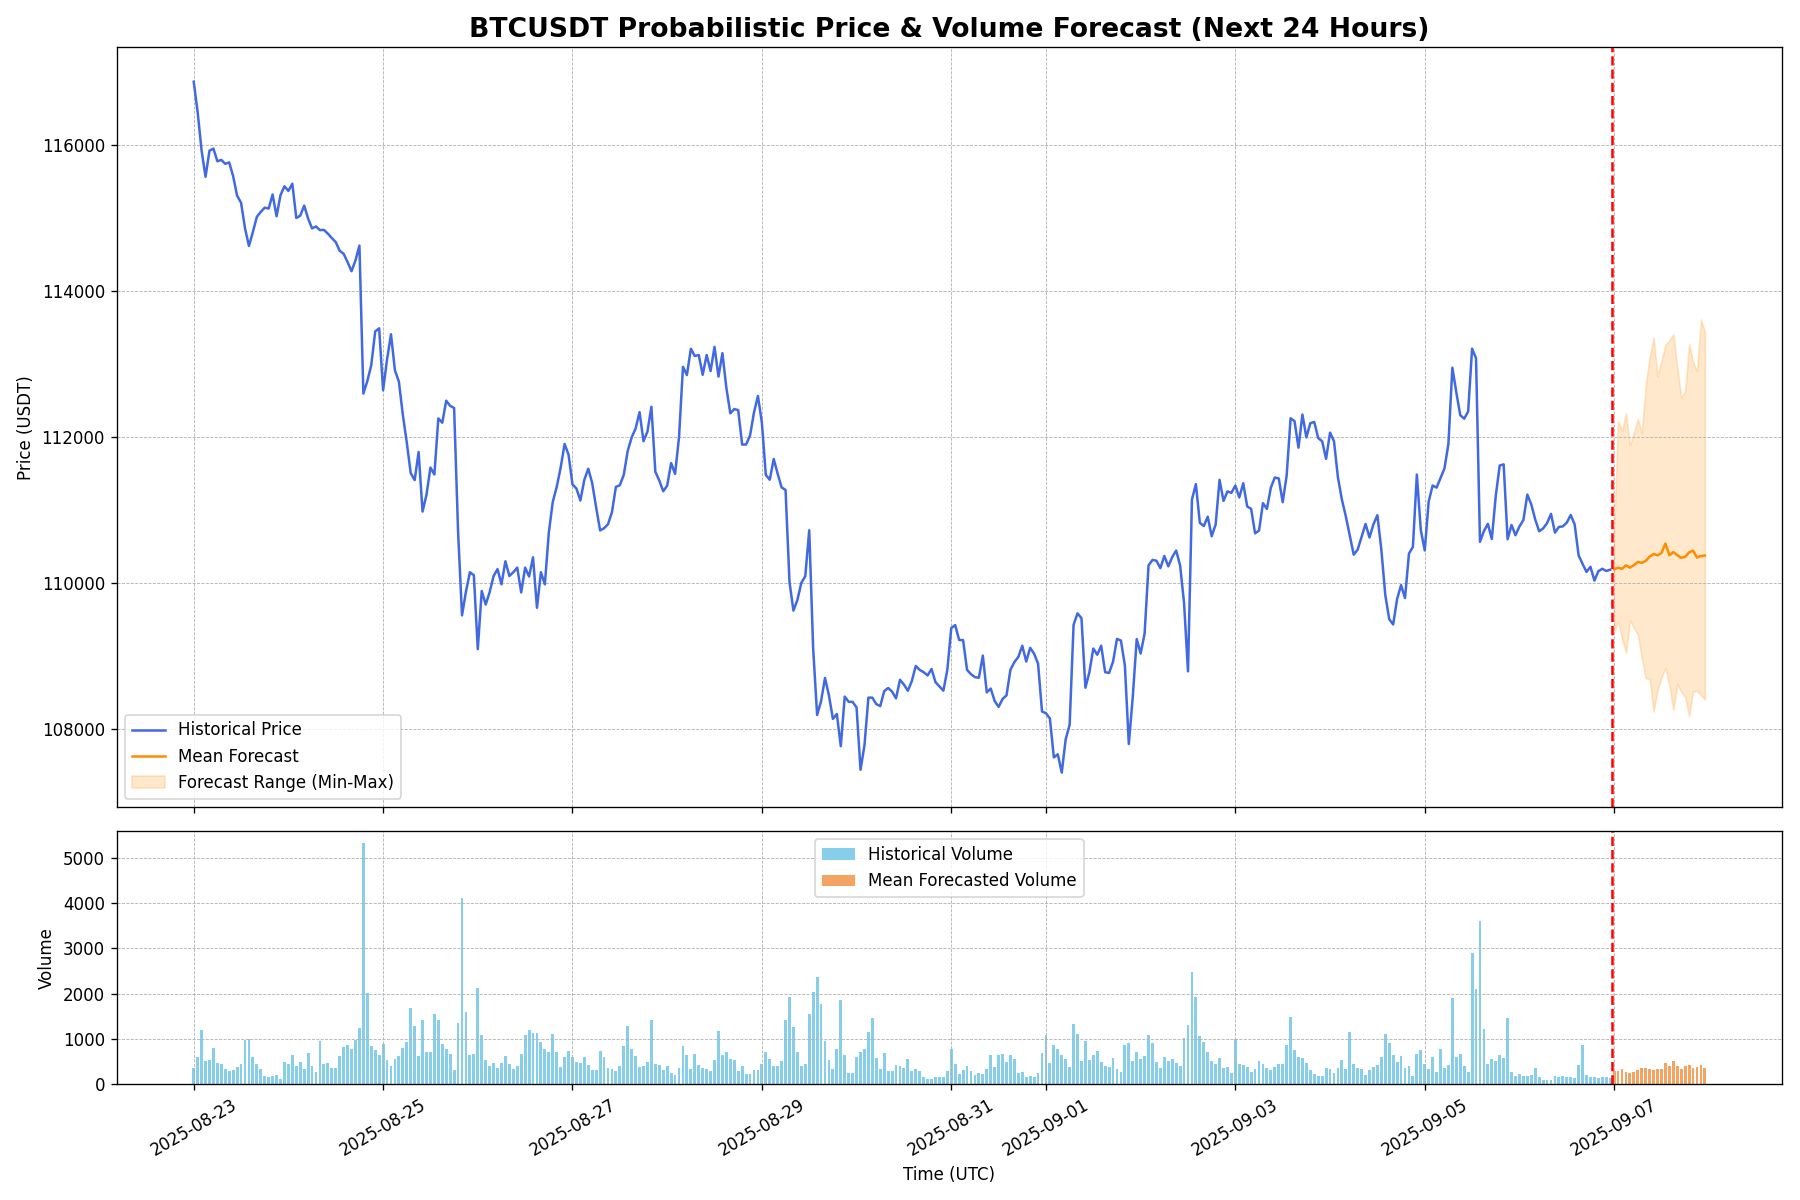 BTCUSDT Probabilistic Price & Volume Forecast (Next 24 Hours)
Price (USDT)
116000
114000
112000
110000
108000
Historical Price
Mean Forecast
Forecast Range (Min-Max)
Volume
5000
4000
3000
2000
1000
0
Historical Volume
Mean Forecasted Volume
2025-08-23
2025-08-25
2025-08-27
2025-08-29
2025-08-31
2025-09-01
2025-09-03
2025-09-05
2025-09-07
Time (UTC)